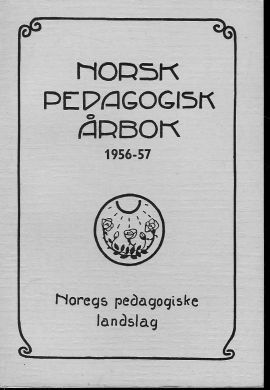 NORSK
PEDAGOGISK
ÅRBOK
1956-57
Noregs pedagogiske
landslag